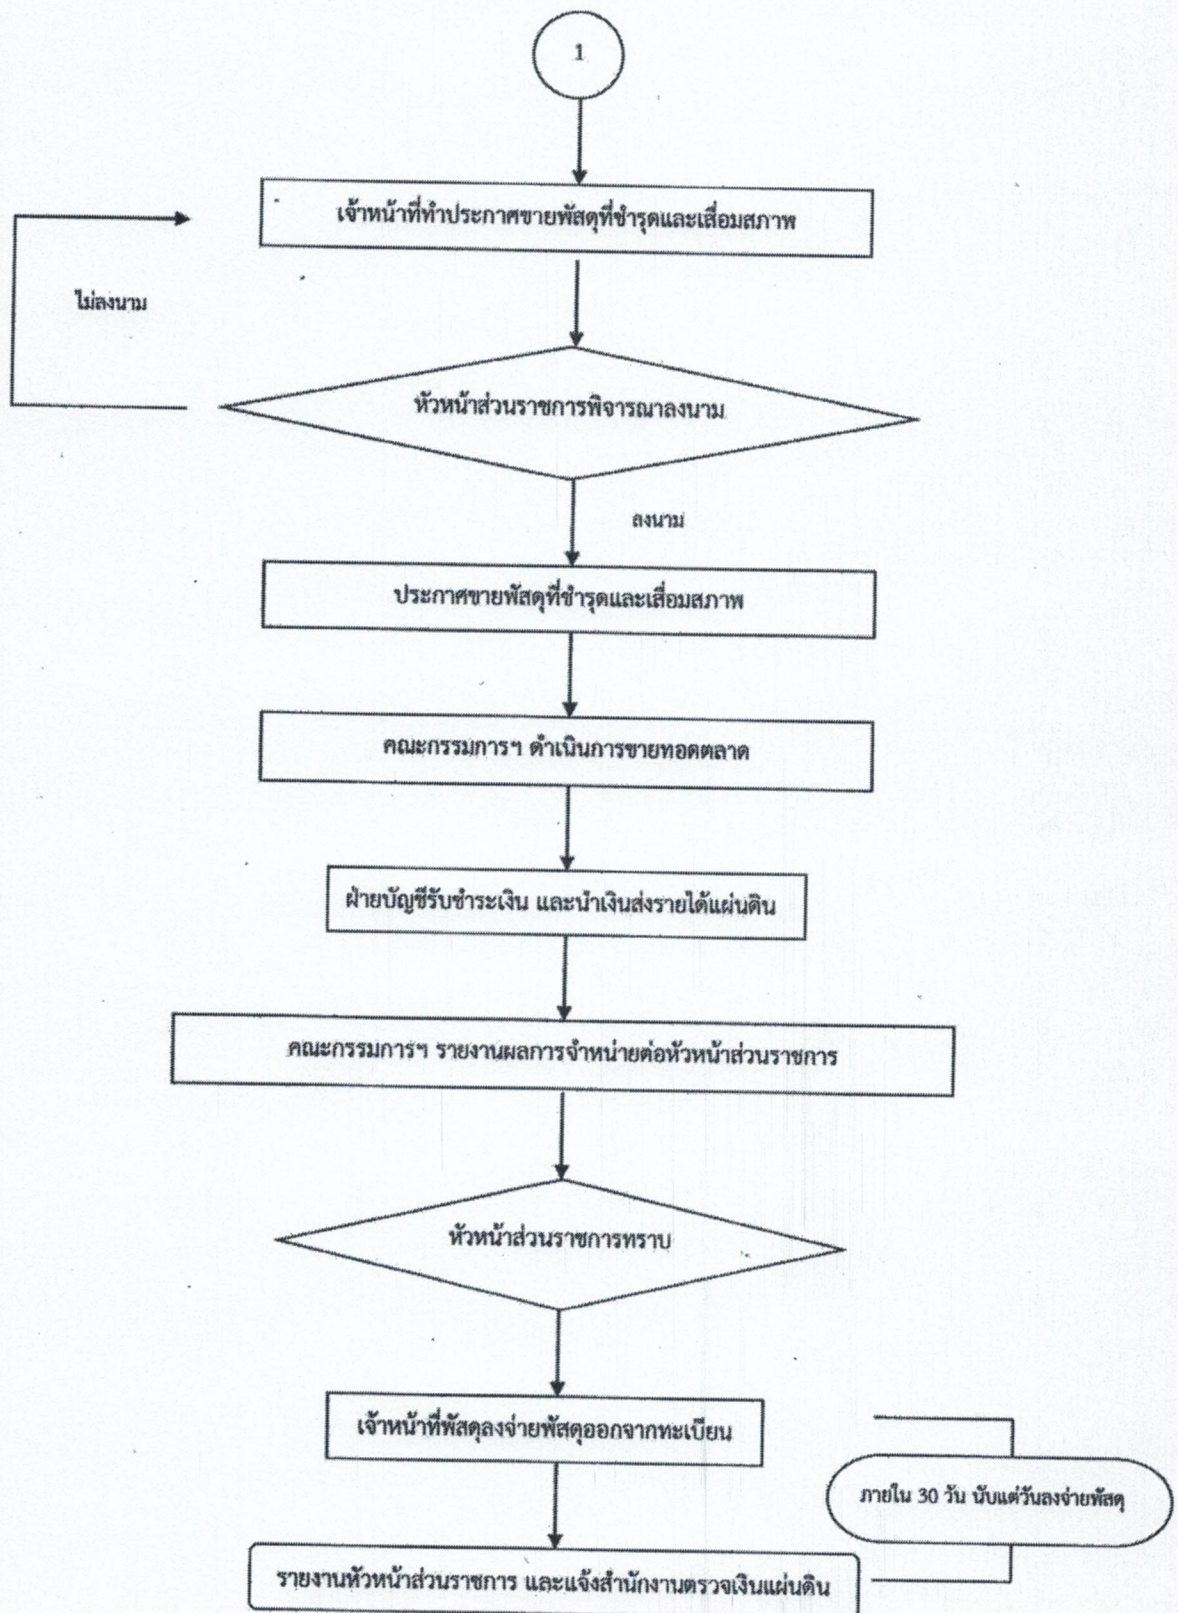 1
เจ้าหน้าที่ทำประกาศขายพัสดุที่ชำรุดและเสื่อมสภาพ
ไม่ลงนาม
หัวหน้าส่วนราชการพิจารณาลงนาม
ลงนาม
ประกาศขายพัสดุที่ชำรุดและเสื่อมสภาพ
คณะกรรมการฯ ดำเนินการขายทอดตลาด
ฝ่ายบัญชีรับชำระเงิน และนำเงินส่งรายได้แผ่นดิน
คณะกรรมการฯ รายงานผลการจำหน่ายต่อหัวหน้าส่วนราชการ
หัวหน้าส่วนราชการทราบ
เจ้าหน้าที่พัสดุลงจ่ายพัสดุออกจากทะเบียน
ภายใน 30 วัน นับแต่วันลงจ่ายพัสดุ
รายงานหัวหน้าส่วนราชการ และแจ้งสำนักงานตรวจเงินแผ่นดิน